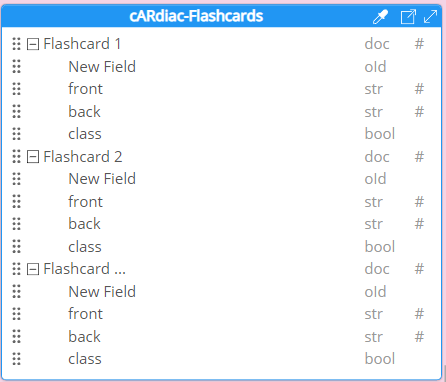 cARdiac-Flashcards
Flashcard 1 doc #
New Field oId
front str #
back str #
class bool
Flashcard 2 doc #
New Field oId
front str #
back str #
class bool
Flashcard ... doc #
New Field oId
front str #
back str #
class bool